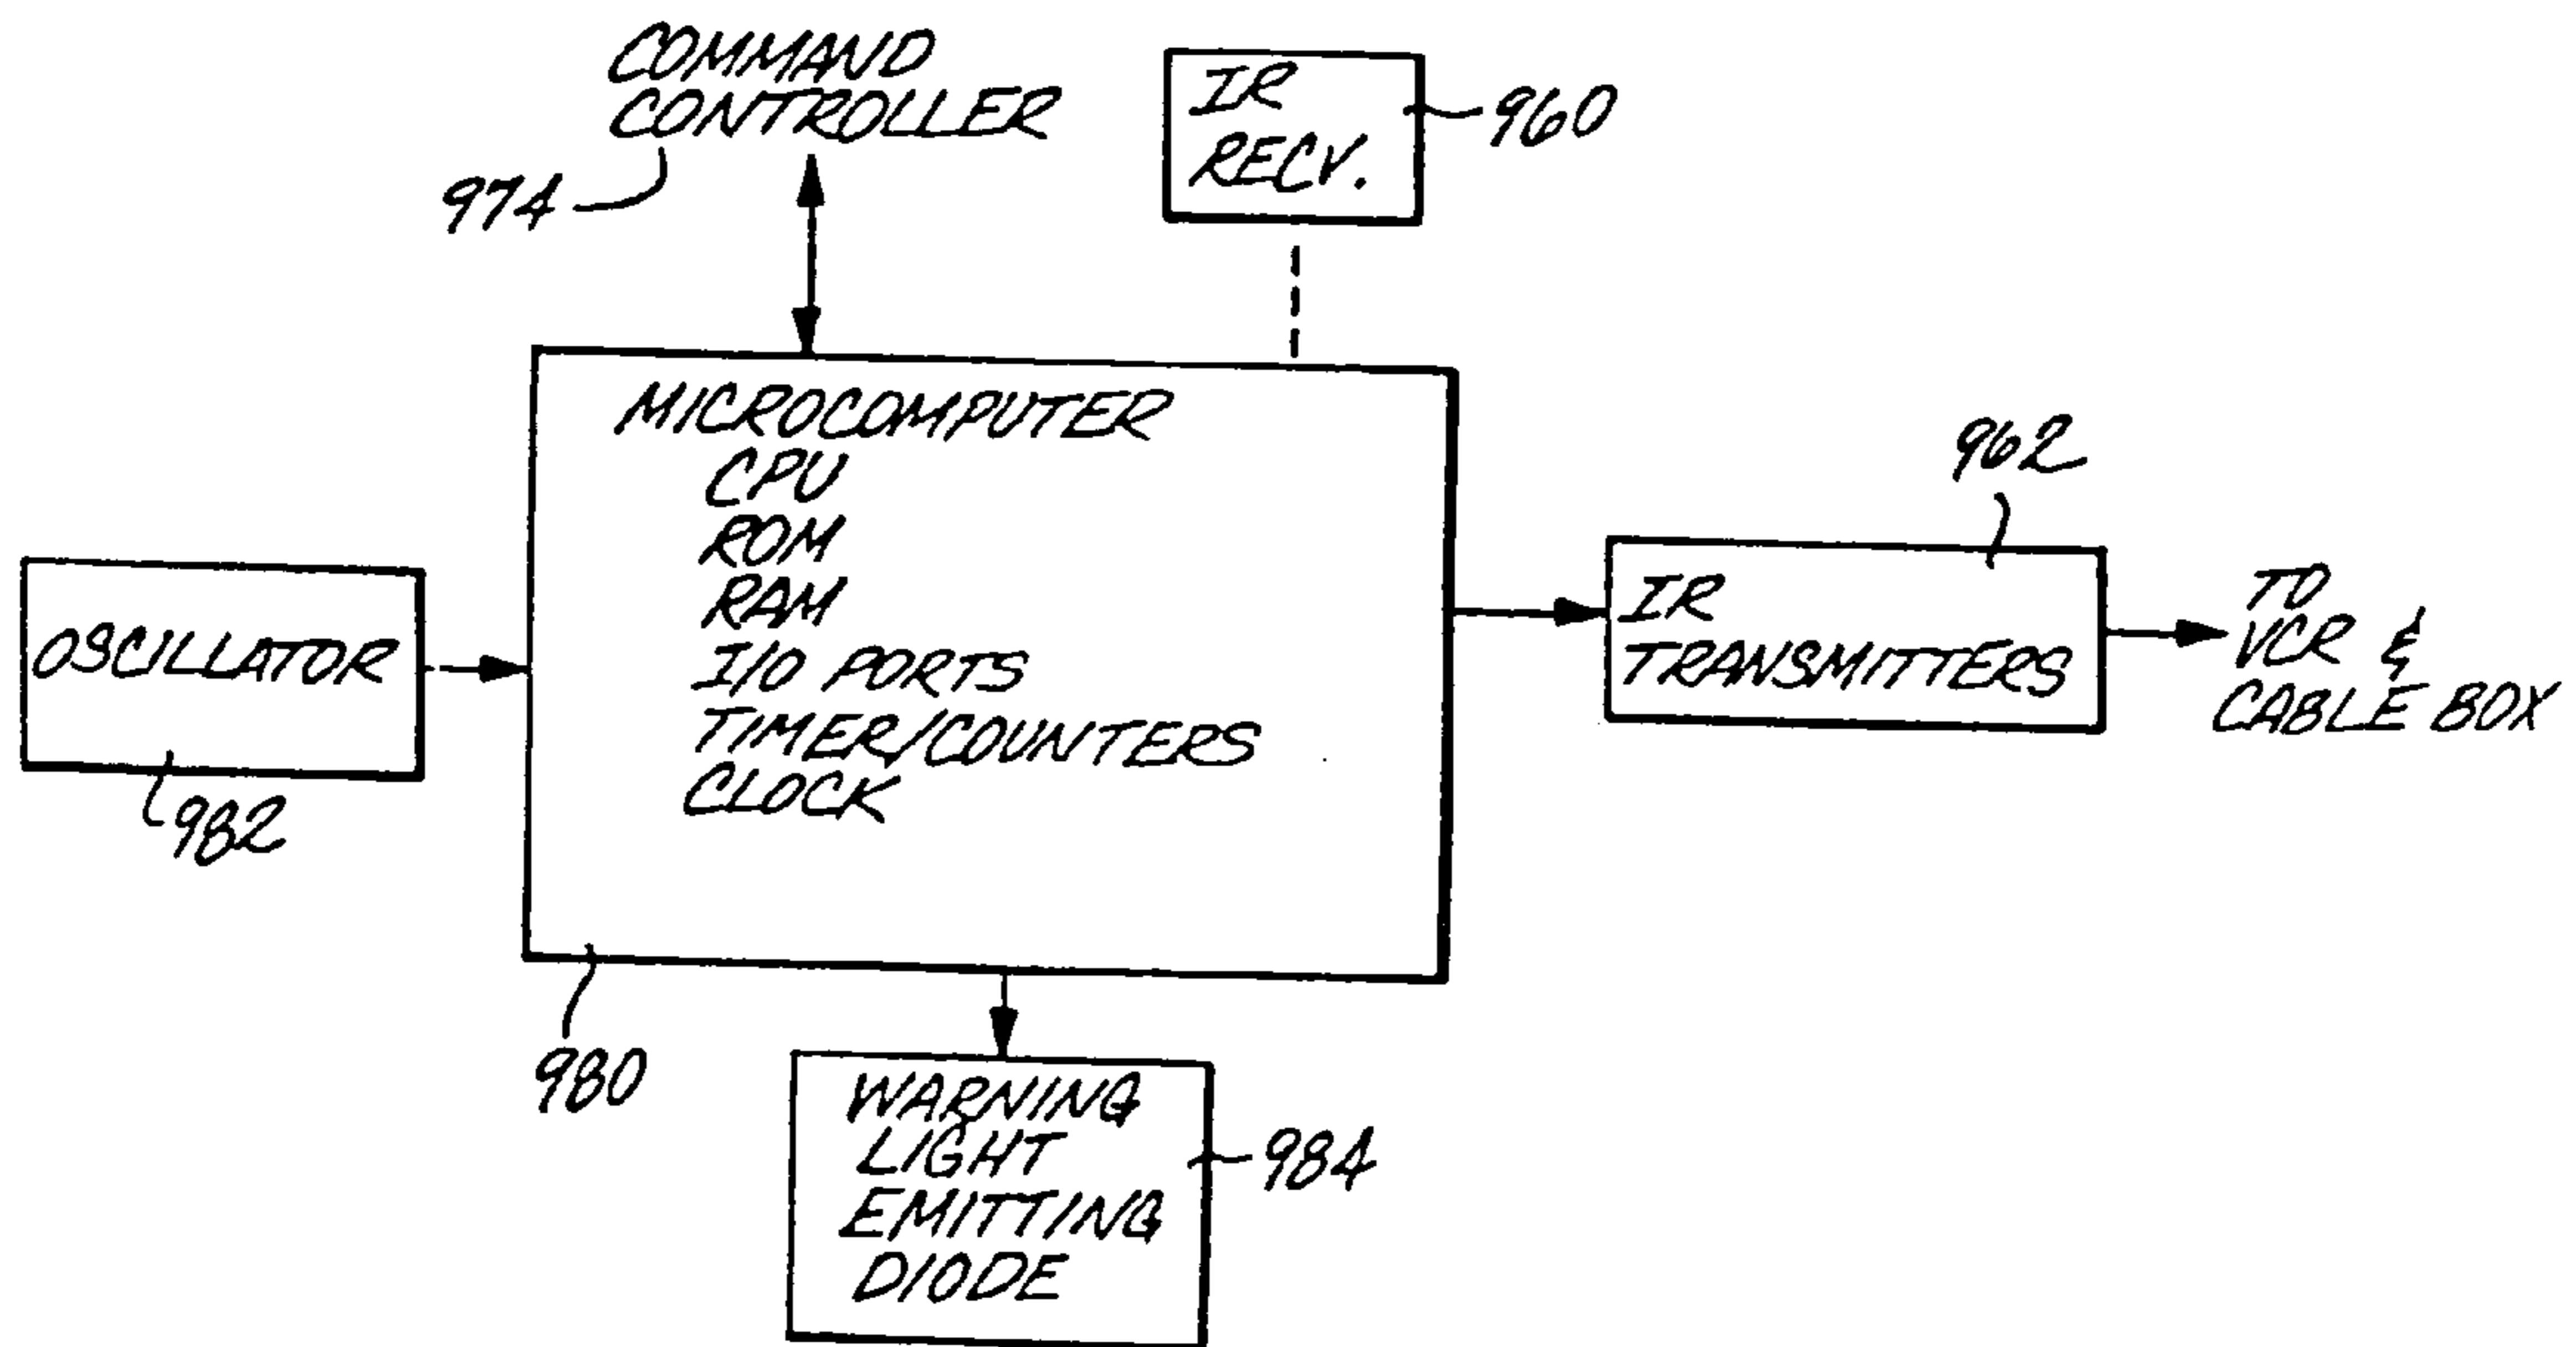 COMMAND
CONTROLLER
974
IR
RECV.
960
MICROCOMPUTER
CPU
ROM
RAM
I/O PORTS
TIMER/COUNTERS
CLOCK
980
OSCILLATOR
982
962
IR
TRANSMITTERS
TO
VCR &
CABLE BOX
WARNING
LIGHT
EMITTING
DIODE
984